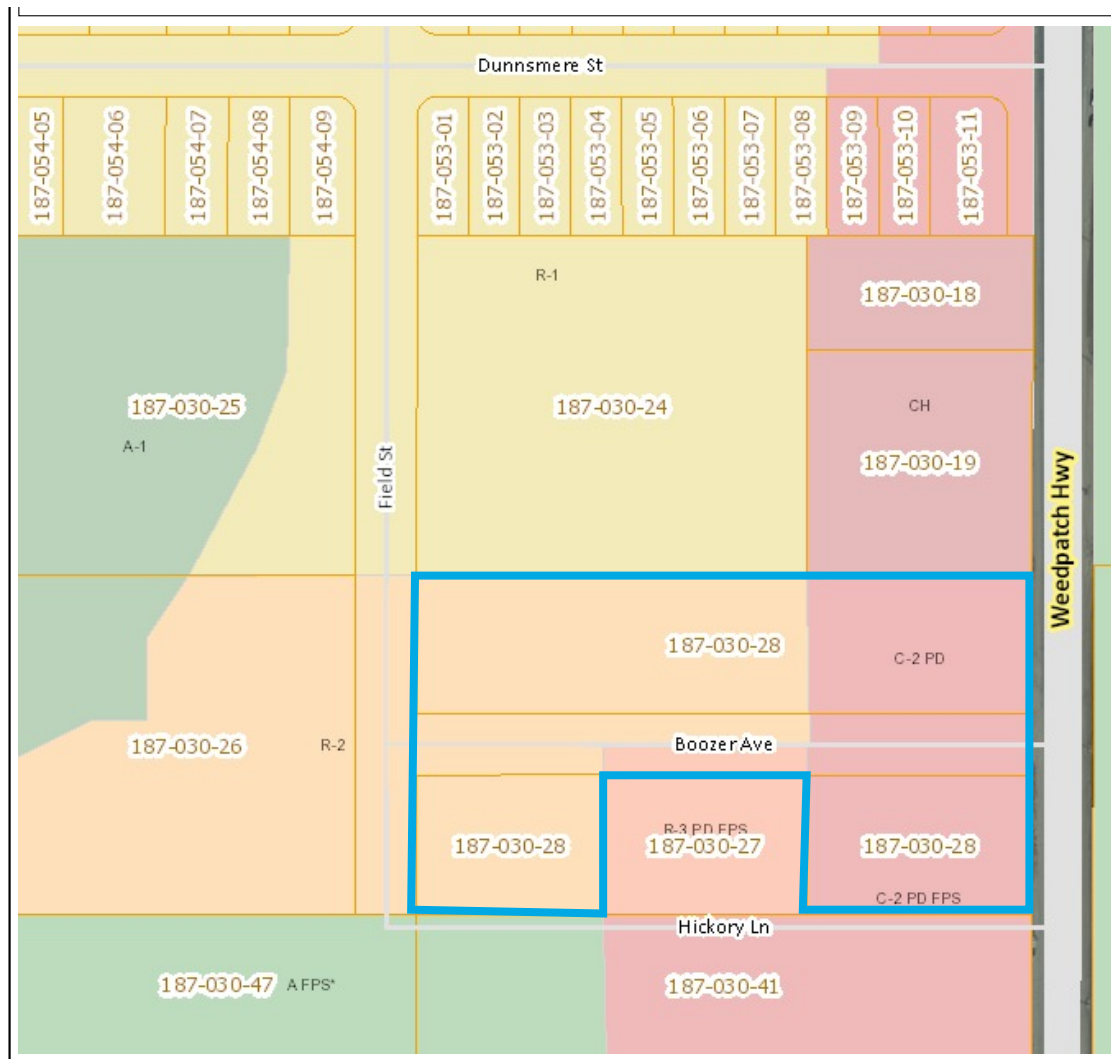 Dunnsmere St
187-054-05
187-054-06
187-054-07
187-054-08
187-054-09
187-053-01
187-053-02
187-053-03
187-053-04
187-053-05
187-053-06
187-053-07
187-053-08
187-053-09
187-053-10
187-053-11
R-1
187-030-18
187-030-25
187-030-24
CH
A-1
187-030-19
Field St
Weedpatch Hwy
187-030-28
C-2 PD
187-030-26
R-2
Boozer Ave
R-3 PD FPS
187-030-28
187-030-27
187-030-28
C-2 PD FPS
Hickory Ln
187-030-47
A FPS*
187-030-41